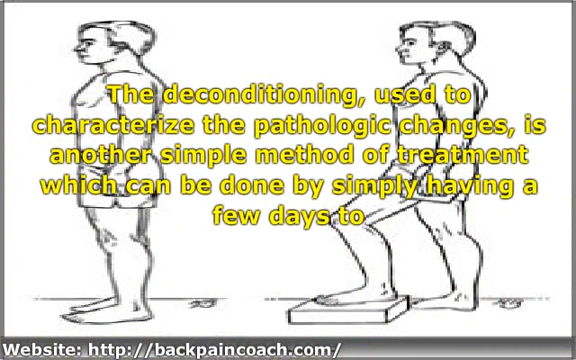 The deconditioning, used to
characterize the pathologic changes, is
another simple method of treatment
which can be done by simply having a
few days to
Website: http://backpaincoach.com/